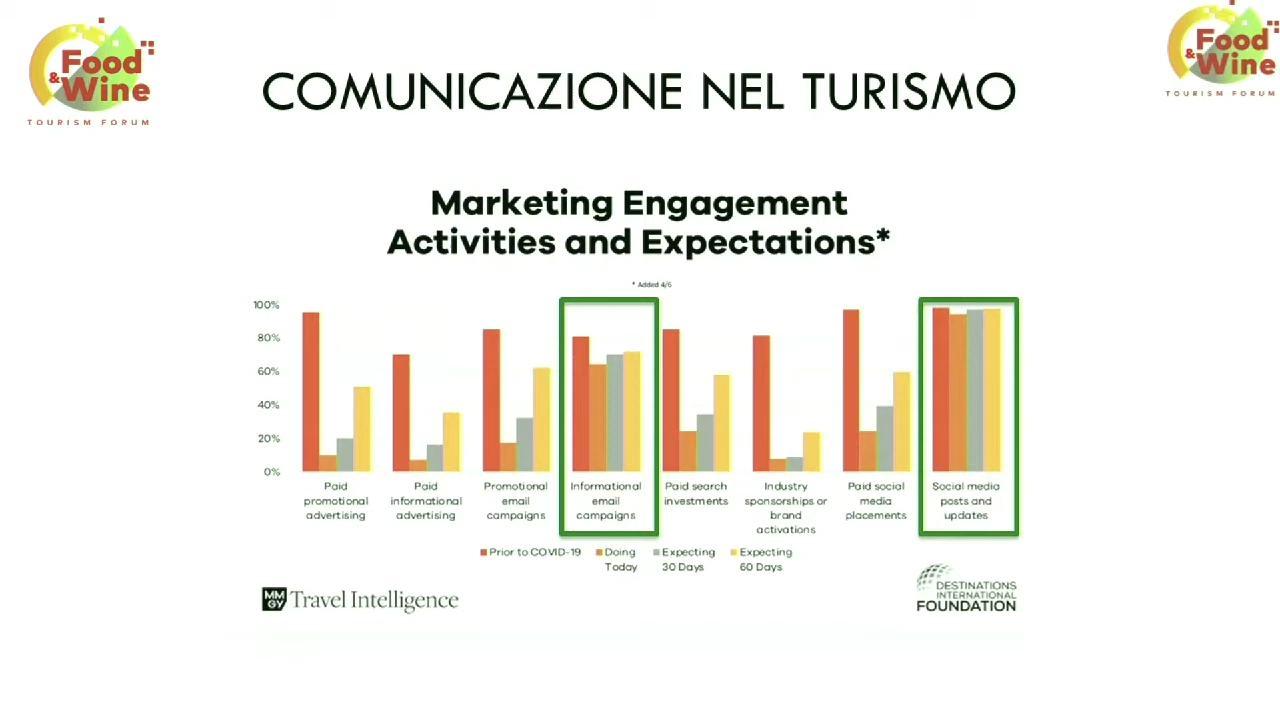 Food
&Wine
TOURISM FORUM
Food
&Wine
TOURISM FORUM
COMUNICAZIONE NEL TURISMO
Marketing Engagement
Activities and Expectations*
* Added 4/6
100%
80%
60%
40%
20%
0%
Paid
promotional
advertising
Paid
informational
advertising
Promotional
email
campaigns
Informational
email
campaigns
Paid search
investments
Industry
sponsorships or
brand
activations
Paid social
media
placements
Social media
posts and
updates
Prior to COVID-19
Doing
Today
Expecting
30 Days
Expecting
60 Days
MM
GY
Travel Intelligence
DESTINATIONS
INTERNATIONAL
FOUNDATION